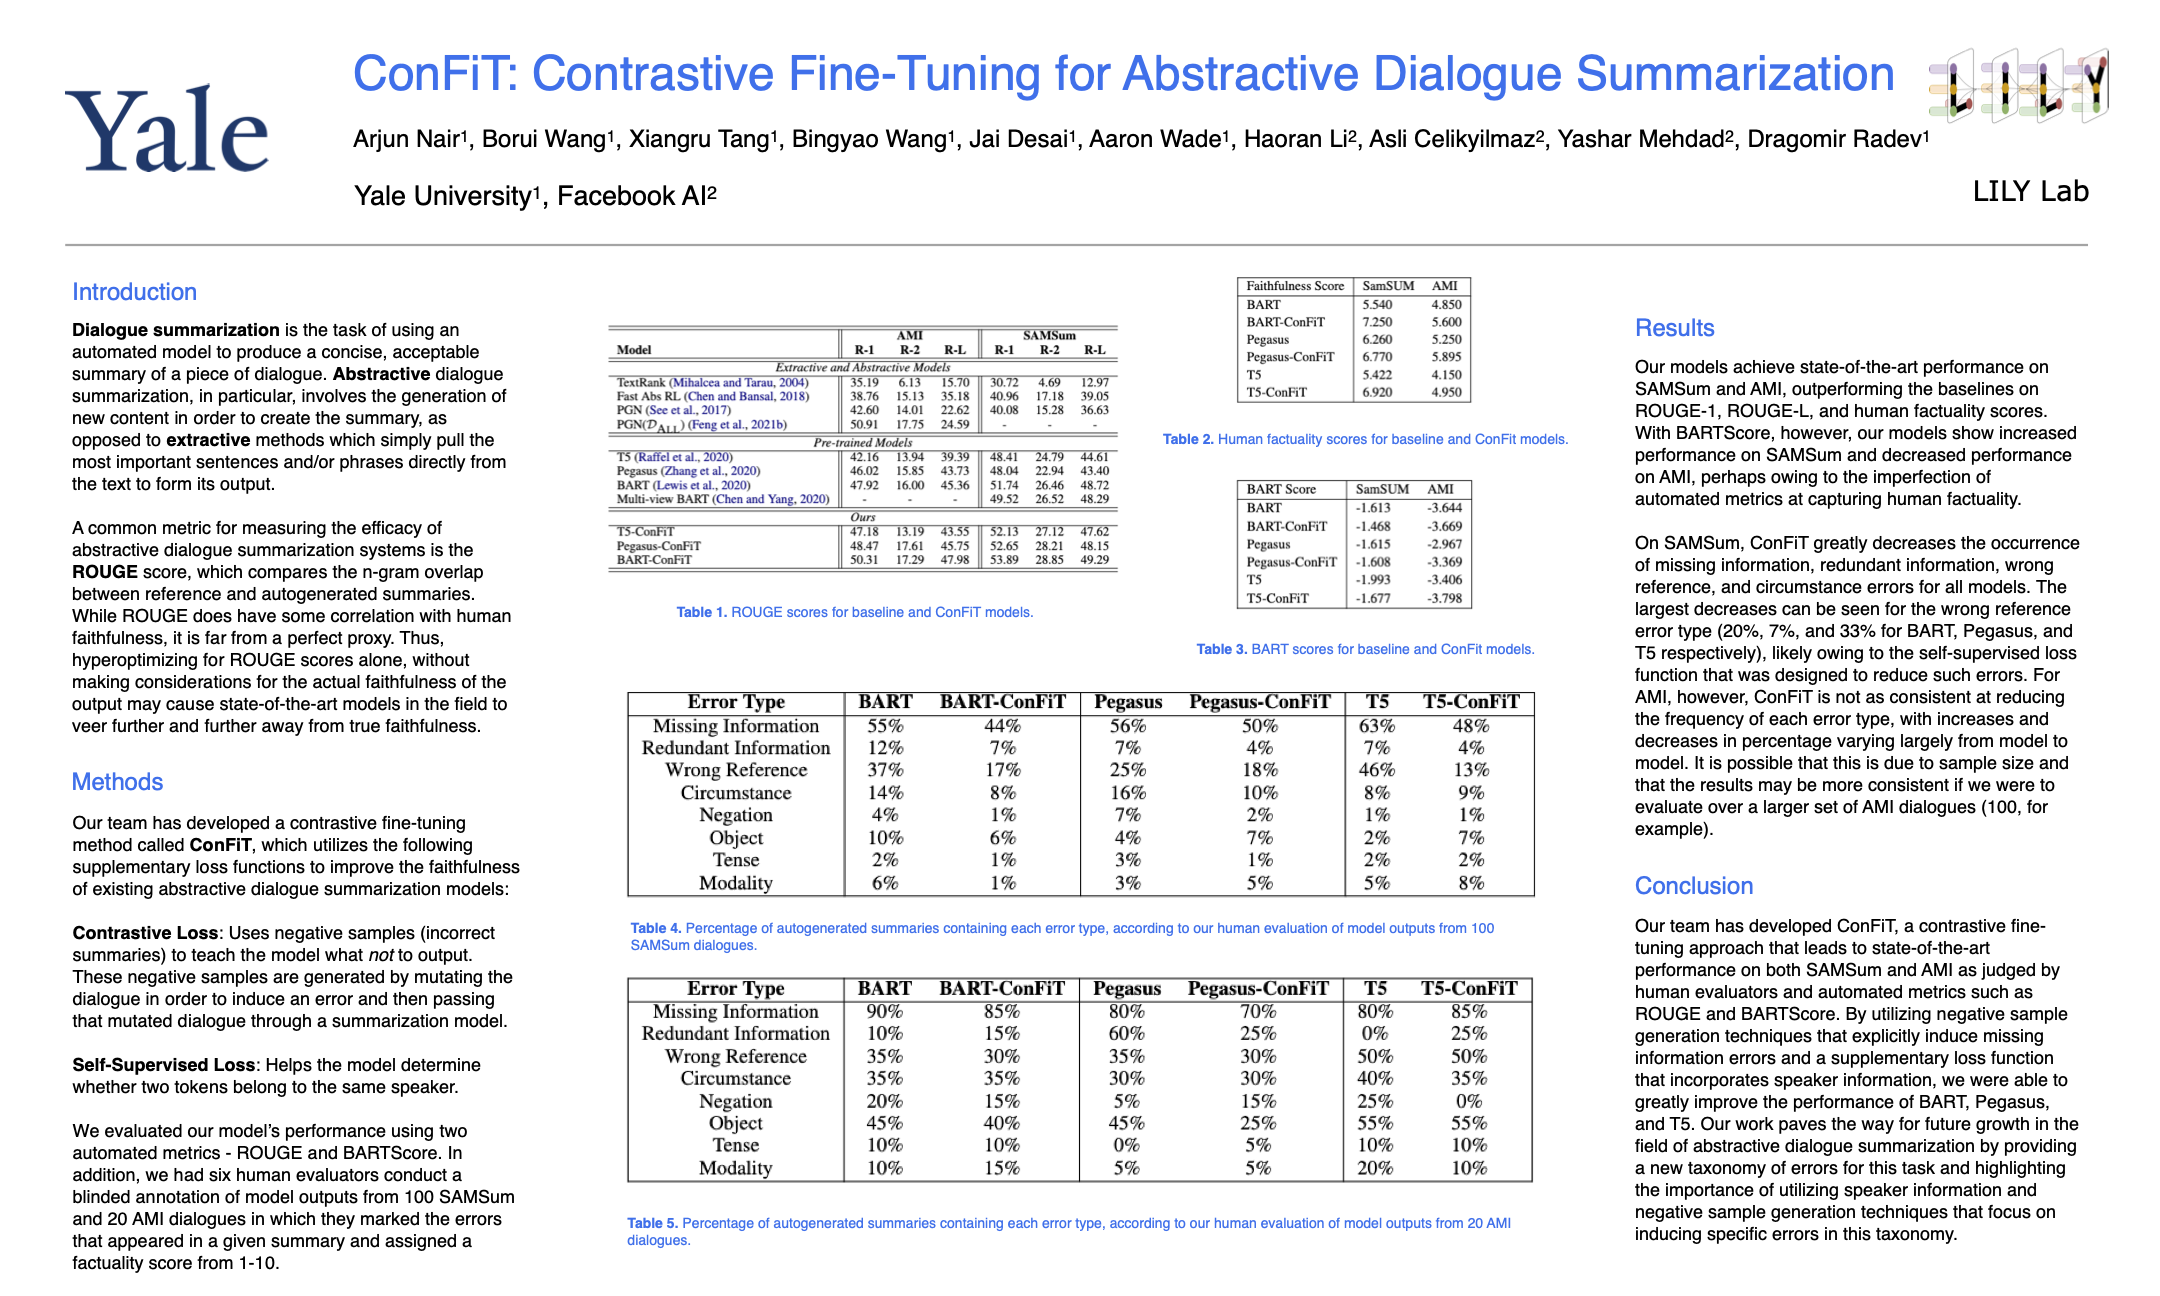 Yale
ConFiT: Contrastive Fine-Tuning for Abstractive Dialogue Summarization
LILY
Arjun Nair¹, Borui Wang¹, Xiangru Tang¹, Bingyao Wang¹, Jai Desai¹, Aaron Wade¹, Haoran Li², Asli Celikyilmaz², Yashar Mehdad², Dragomir Radev¹
Yale University¹, Facebook AI²
LILY Lab
Introduction
Dialogue summarization is the task of using an
automated model to produce a concise, acceptable
summary of a piece of dialogue. Abstractive dialogue
summarization, in particular, involves the generation of
new content in order to create the summary, as
opposed to extractive methods which simply pull the
most important sentences and/or phrases directly from
the text to form its output.
A common metric for measuring the efficacy of
abstractive dialogue summarization systems is the
ROUGE score, which compares the n-gram overlap
between reference and autogenerated summaries.
While ROUGE does have some correlation with human
faithfulness, it is far from a perfect proxy. Thus,
hyperoptimizing for ROUGE scores alone, without
making considerations for the actual faithfulness of the
output may cause state-of-the-art models in the field to
veer further and further away from true faithfulness.
Methods
Our team has developed a contrastive fine-tuning
method called ConFiT, which utilizes the following
supplementary loss functions to improve the faithfulness
of existing abstractive dialogue summarization models:
Contrastive Loss: Uses negative samples (incorrect
summaries) to teach the model what not to output.
These negative samples are generated by mutating the
dialogue in order to induce an error and then passing
that mutated dialogue through a summarization model.
Self-Supervised Loss: Helps the model determine
whether two tokens belong to the same speaker.
We evaluated our model's performance using two
automated metrics - ROUGE and BARTScore. In
addition, we had six human evaluators conduct a
blinded annotation of model outputs from 100 SAMSum
and 20 AMI dialogues in which they marked the errors
that appeared in a given summary and assigned a
factuality score from 1-10.
AMI SAMSum
Model R-1 R-2 R-L R-1 R-2 R-L
Extractive and Abstractive Models
TextRank (Mihalcea and Tarau, 2004) 35.19 6.13 15.70 30.72 4.69 12.97
Fast Abs RL (Chen and Bansal, 2018) 38.76 15.13 35.18 40.96 17.18 39.05
PGN (See et al., 2017) 42.60 14.01 22.62 40.08 15.28 36.63
PGN(D_ALL) (Feng et al., 2021b) 50.91 17.75 24.59 - - -
Pre-trained Models
T5 (Raffel et al., 2020) 42.16 13.94 39.39 48.41 24.79 44.61
Pegasus (Zhang et al., 2020) 46.02 15.85 43.73 48.04 22.94 43.40
BART (Lewis et al., 2020) 47.92 16.00 45.36 51.74 26.46 48.72
Multi-view BART (Chen and Yang, 2020) - - - 49.52 26.52 48.29
Ours
T5-ConFiT 47.18 13.19 43.55 52.13 27.12 47.62
Pegasus-ConFiT 48.47 17.61 45.75 52.65 28.21 48.15
BART-ConFiT 50.31 17.29 47.98 53.89 28.85 49.29
Table 1. ROUGE scores for baseline and ConFiT models.
Faithfulness Score SamSUM AMI
BART 5.540 4.850
BART-ConFiT 7.250 5.600
Pegasus 6.260 5.250
Pegasus-ConFiT 6.770 5.895
T5 5.422 4.150
T5-ConFiT 6.920 4.950
Table 2. Human factuality scores for baseline and ConFit models.
BART Score SamSUM AMI
BART -1.613 -3.644
BART-ConFiT -1.468 -3.669
Pegasus -1.615 -2.967
Pegasus-ConFiT -1.608 -3.369
T5 -1.993 -3.406
T5-ConFiT -1.677 -3.798
Table 3. BART scores for baseline and ConFit models.
Error Type BART BART-ConFiT Pegasus Pegasus-ConFiT T5 T5-ConFiT
Missing Information 55% 44% 56% 50% 63% 48%
Redundant Information 12% 7% 7% 4% 7% 4%
Wrong Reference 37% 17% 25% 18% 46% 13%
Circumstance 14% 8% 16% 10% 8% 9%
Negation 4% 1% 7% 2% 1% 1%
Object 10% 6% 4% 7% 2% 7%
Tense 2% 1% 3% 1% 2% 2%
Modality 6% 1% 3% 5% 5% 8%
Table 4. Percentage of autogenerated summaries containing each error type, according to our human evaluation of model outputs from 100
SAMSum dialogues.
Error Type BART BART-ConFiT Pegasus Pegasus-ConFiT T5 T5-ConFiT
Missing Information 90% 85% 80% 70% 80% 85%
Redundant Information 10% 15% 60% 25% 0% 25%
Wrong Reference 35% 30% 35% 30% 50% 50%
Circumstance 35% 35% 30% 30% 40% 35%
Negation 20% 15% 5% 15% 25% 0%
Object 45% 40% 45% 25% 55% 55%
Tense 10% 10% 0% 5% 10% 10%
Modality 10% 15% 5% 5% 20% 10%
Table 5. Percentage of autogenerated summaries containing each error type, according to our human evaluation of model outputs from 20 AMI
dialogues.
Results
Our models achieve state-of-the-art performance on
SAMSum and AMI, outperforming the baselines on
ROUGE-1, ROUGE-L, and human factuality scores.
With BARTScore, however, our models show increased
performance on SAMSum and decreased performance
on AMI, perhaps owing to the imperfection of
automated metrics at capturing human factuality.
On SAMSum, ConFiT greatly decreases the occurrence
of missing information, redundant information, wrong
reference, and circumstance errors for all models. The
largest decreases can be seen for the wrong reference
error type (20%, 7%, and 33% for BART, Pegasus, and
T5 respectively), likely owing to the self-supervised loss
function that was designed to reduce such errors. For
AMI, however, ConFiT is not as consistent at reducing
the frequency of each error type, with increases and
decreases in percentage varying largely from model to
model. It is possible that this is due to sample size and
that the results may be more consistent if we were to
evaluate over a larger set of AMI dialogues (100, for
example).
Conclusion
Our team has developed ConFiT, a contrastive fine-
tuning approach that leads to state-of-the-art
performance on both SAMSum and AMI as judged by
human evaluators and automated metrics such as
ROUGE and BARTScore. By utilizing negative sample
generation techniques that explicitly induce missing
information errors and a supplementary loss function
that incorporates speaker information, we were able to
greatly improve the performance of BART, Pegasus,
and T5. Our work paves the way for future growth in the
field of abstractive dialogue summarization by providing
a new taxonomy of errors for this task and highlighting
the importance of utilizing speaker information and
negative sample generation techniques that focus on
inducing specific errors in this taxonomy.